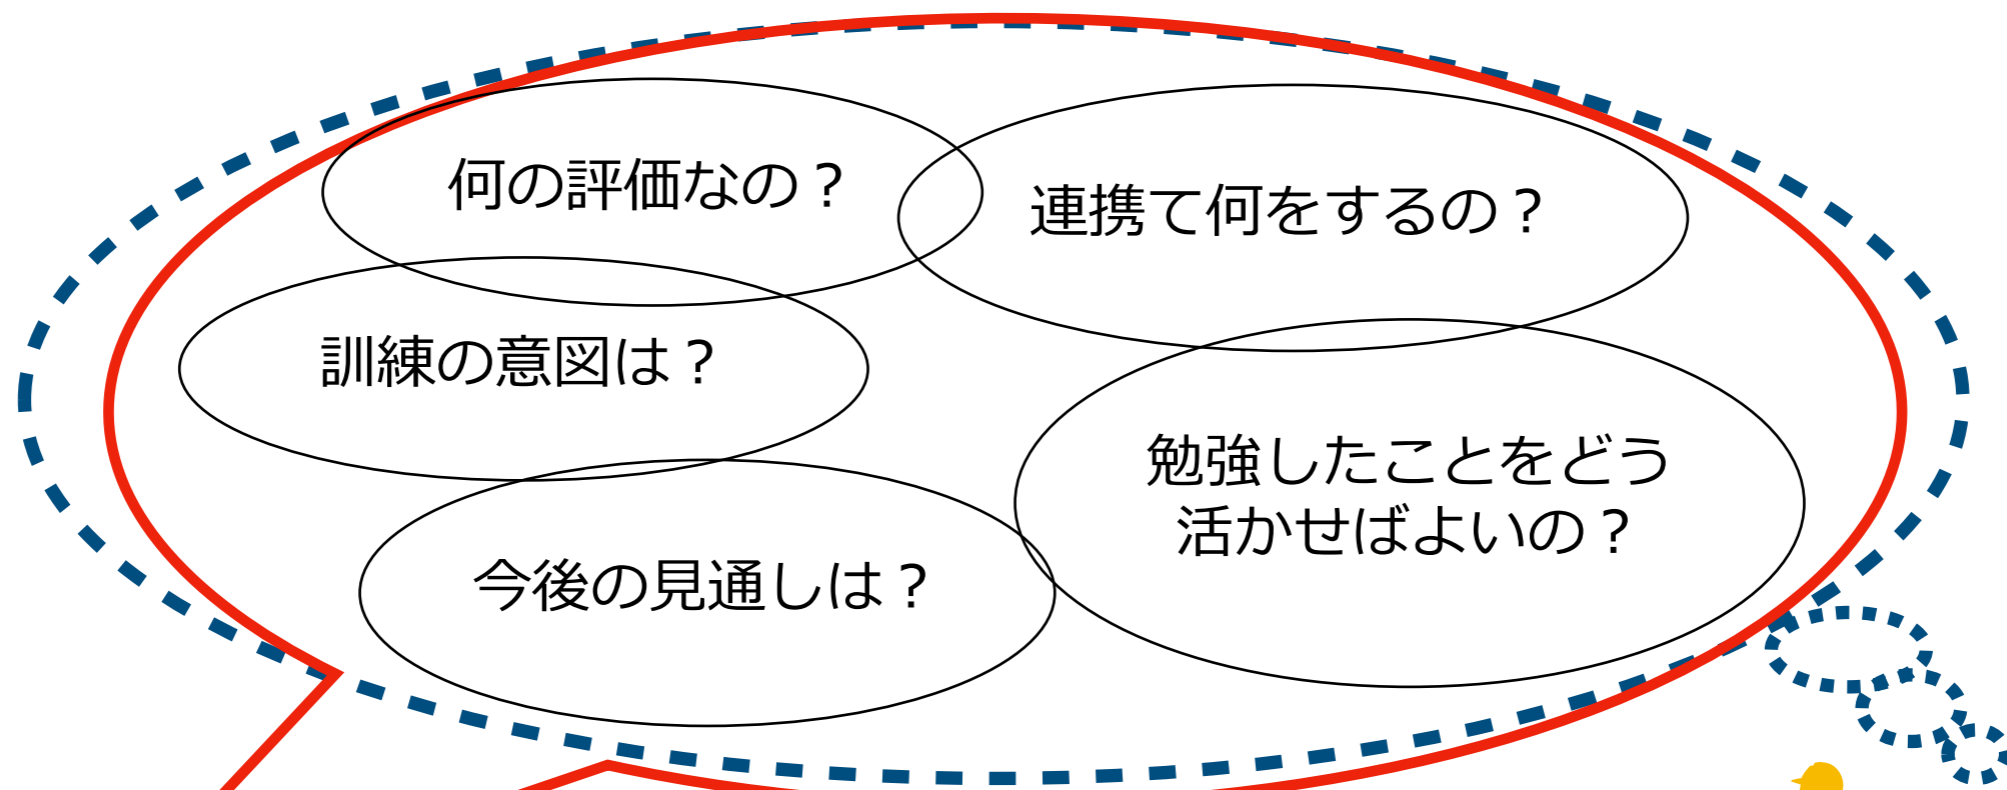 何の評価なの？
連携て何をするの？
訓練の意図は？
勉強したことをどう
活かせばよいの？
今後の見通しは？